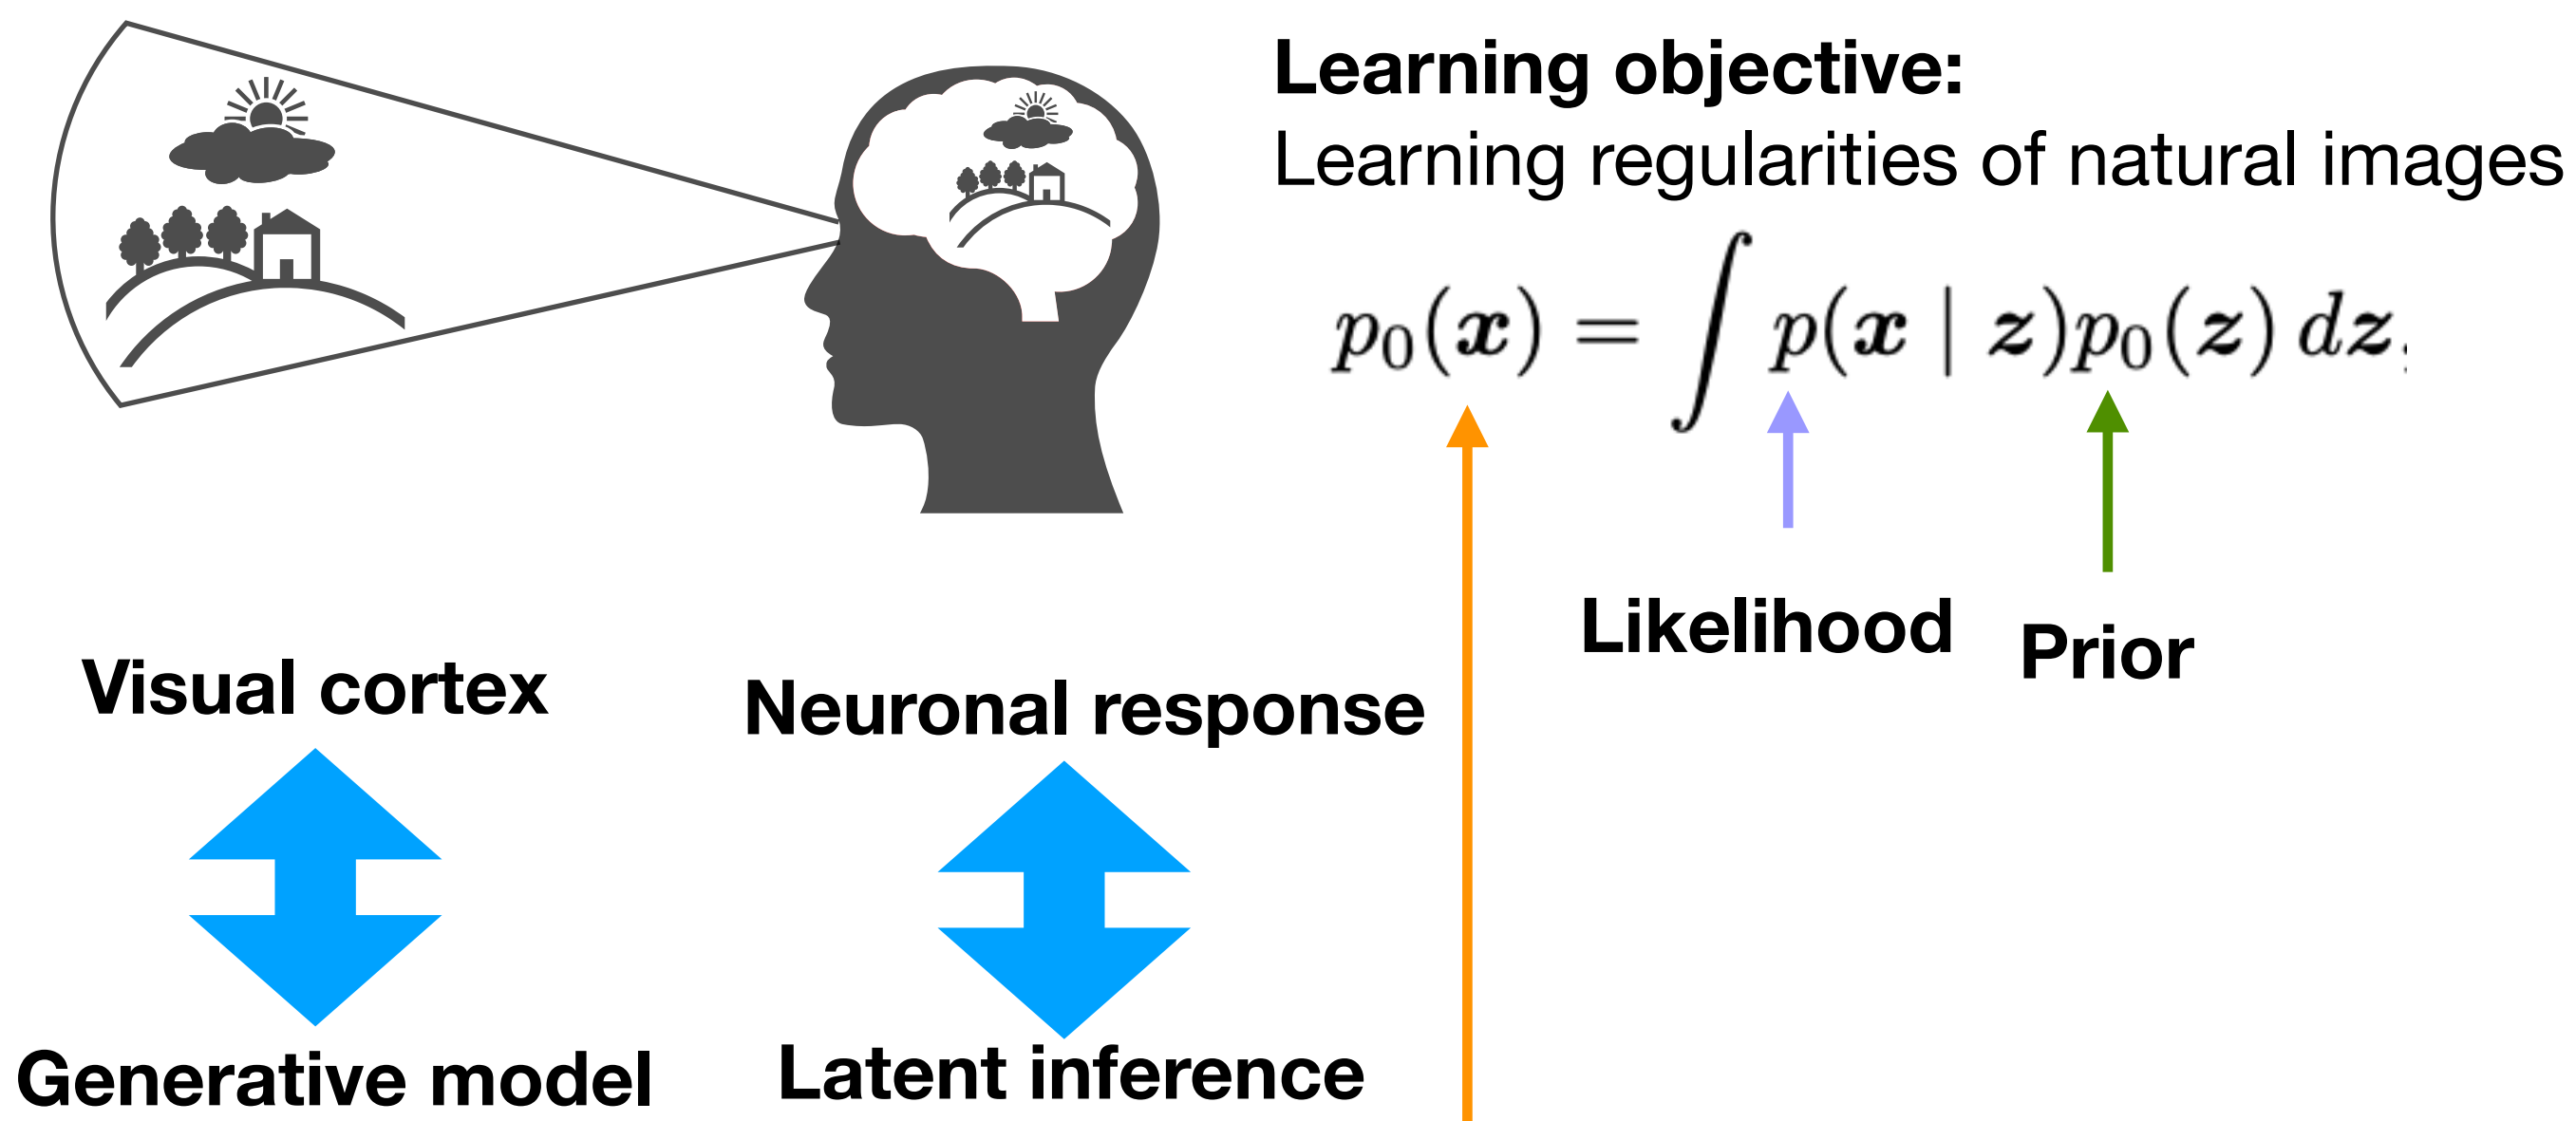 Learning objective:
Learning regularities of natural images
p₀(x) = ∫ p(x | z)p₀(z) dz.
Likelihood
Prior
Visual cortex
Neuronal response
Generative model
Latent inference